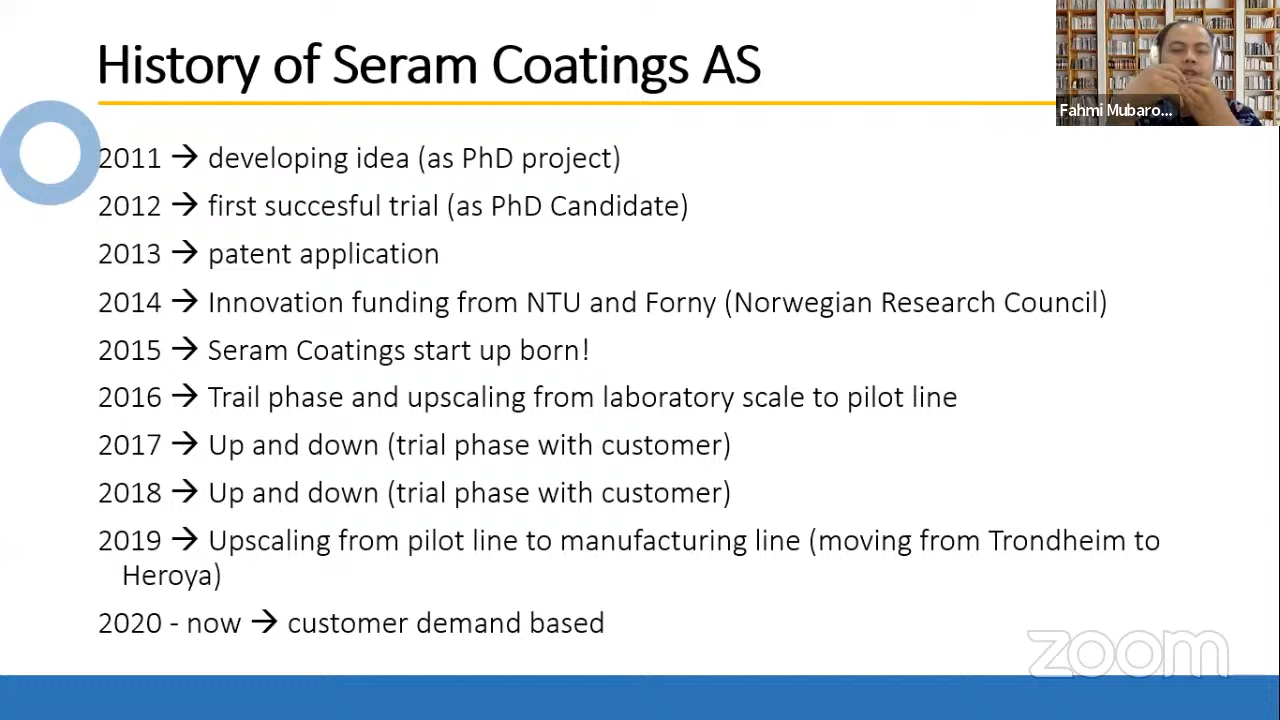 History of Seram Coatings AS
Fahmi Mubaro...
2011 → developing idea (as PhD project)
2012 → first succesful trial (as PhD Candidate)
2013 → patent application
2014 → Innovation funding from NTU and Forny (Norwegian Research Council)
2015 → Seram Coatings start up born!
2016 → Trail phase and upscaling from laboratory scale to pilot line
2017 → Up and down (trial phase with customer)
2018 → Up and down (trial phase with customer)
2019 → Upscaling from pilot line to manufacturing line (moving from Trondheim to
Heroya)
2020 - now → customer demand based
zoom